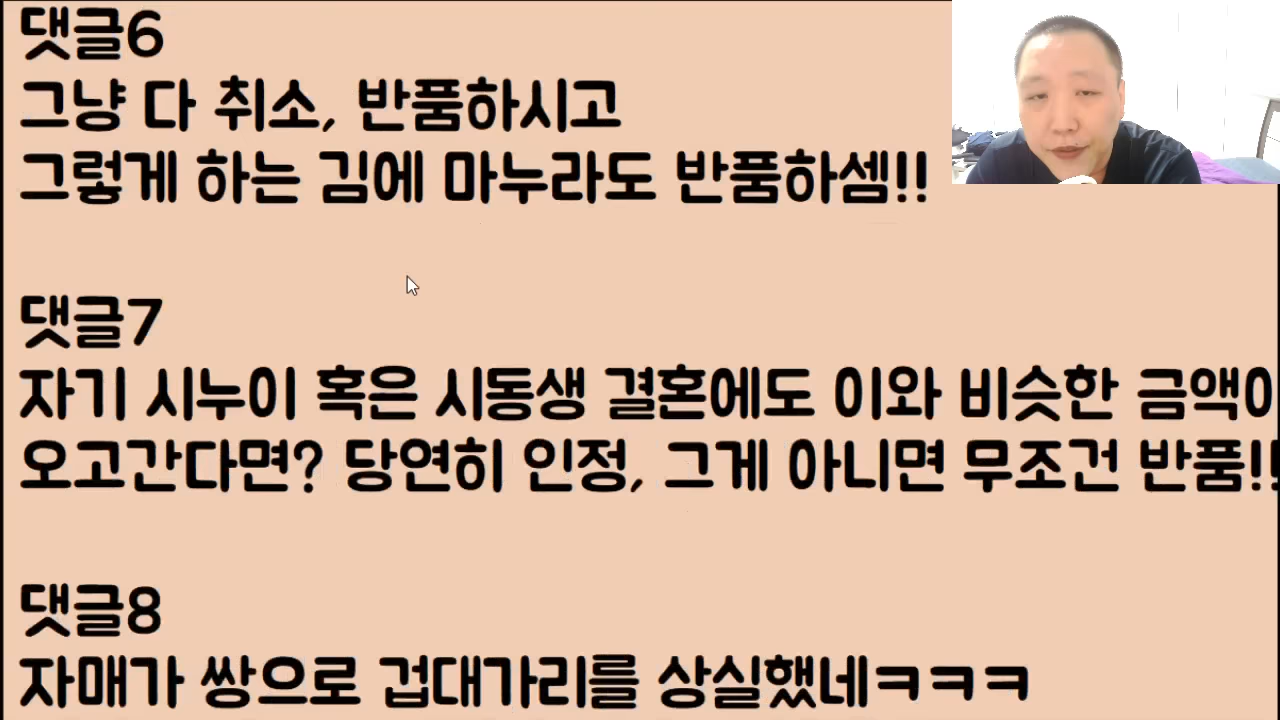 댓글6
그냥 다 취소, 반품하시고
그렇게 하는 김에 마누라도 반품하셈!!
댓글7
자기 시누이 혹은 시동생 결혼에도 이와 비슷한 금액이
오고간다면? 당연히 인정, 그게 아니면 무조건 반품!!
댓글8
자매가 쌍으로 겁대가리를 상실했네ㅋㅋㅋ